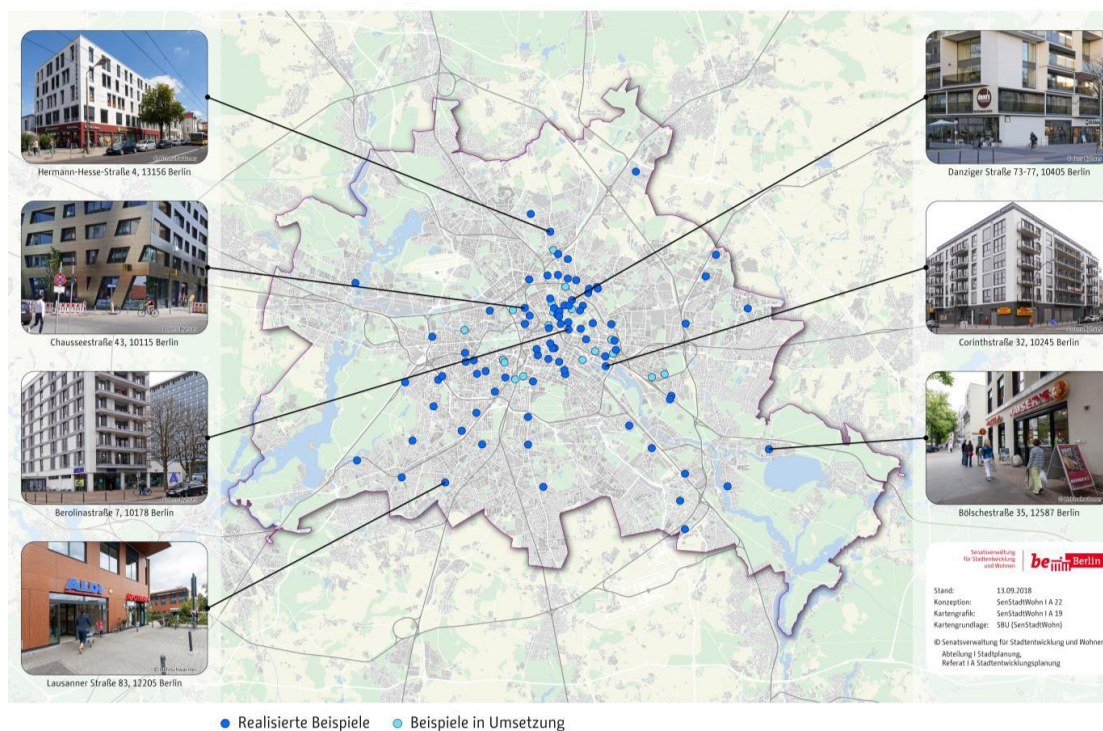 Hermann-Hesse-Straße 4, 13156 Berlin
Chausseestraße 43, 10115 Berlin
Berolinastraße 7, 10178 Berlin
ALDI
Lausanner Straße 83, 12205 Berlin
Danziger Straße 73-77, 10405 Berlin
Corinthstraße 32, 10245 Berlin
Bölschestraße 35, 12587 Berlin
Senatsverwaltung
für Stadtentwicklung
und Wohnen
be Berlin
Stand: 13.09.2018
Konzeption: SenStadtWohn I A 22
Kartengrafik: SenStadtWohn I A 19
Kartengrundlage: SBU (SenStadtWohn)
© Senatsverwaltung für Stadtentwicklung und Wohnen
Abteilung I Stadtplanung,
Referat I A Stadtentwicklungsplanung
Realisierte Beispiele
Beispiele in Umsetzung